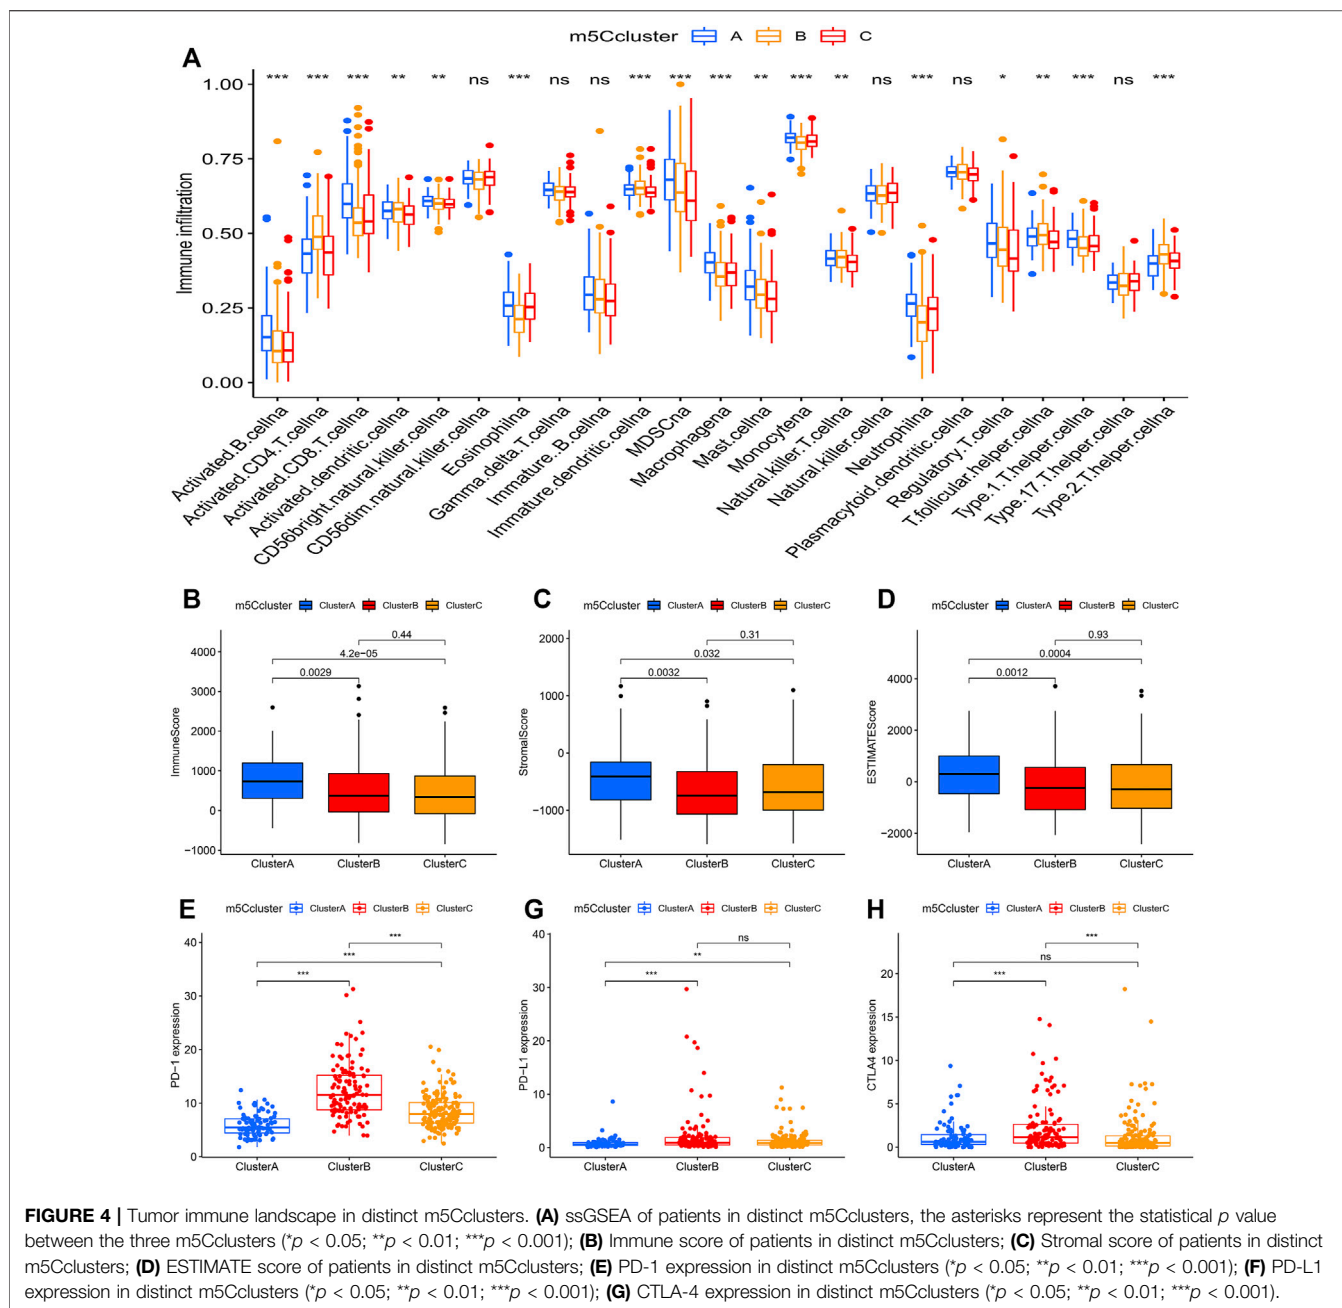 m5Ccluster A B C
A
*** *** *** ** ** ns *** ns ns *** *** *** ** *** ** ns *** ns * ** *** ns ***
Immune infiltration
1.00
0.75
0.50
0.25
0.00
Activated.B.cellna
Activated.CD4.T.cellna
Activated.CD8.T.cellna
Activated.dendritic.cellna
CD56bright.natural.killer.cellna
CD56dim.natural.killer.cellna
Eosinophilna
Gamma.delta.T.cellna
Immature..B.cellna
Immature.dendritic.cellna
MDSCna
Macrophagena
Mast.cellna
Monocytena
Natural.killer.T.cellna
Natural.killer.cellna
Neutrophilna
Plasmacytoid.dendritic.cellna
Regulatory.T.cellna
T.follicular.helper.cellna
Type.1.T.helper.cellna
Type.17.T.helper.cellna
Type.2.T.helper.cellna
B
m5Ccluster ClusterA ClusterB ClusterC
ImmuneScore
4000
3000
2000
1000
0
−1000
0.44
4.2e−05
0.0029
ClusterA ClusterB ClusterC
C
m5Ccluster ClusterA ClusterB ClusterC
StromalScore
2000
1000
0
−1000
0.31
0.032
0.0032
ClusterA ClusterB ClusterC
D
m5Ccluster ClusterA ClusterB ClusterC
ESTIMATEScore
4000
2000
0
−2000
0.93
0.0004
0.0012
ClusterA ClusterB ClusterC
E
m5Ccluster ClusterA ClusterB ClusterC
PD−1 expression
40
30
20
10
0
***
***
***
ClusterA ClusterB ClusterC
G
m5Ccluster ClusterA ClusterB ClusterC
PD−L1 expression
40
30
20
10
0
ns
**
***
ClusterA ClusterB ClusterC
H
m5Ccluster ClusterA ClusterB ClusterC
CTLA4 expression
20
15
10
5
0
***
ns
***
ClusterA ClusterB ClusterC
FIGURE 4 | Tumor immune landscape in distinct m5Cclusters. (A) ssGSEA of patients in distinct m5Cclusters, the asterisks represent the statistical p value
between the three m5Cclusters (*p < 0.05; **p < 0.01; ***p < 0.001); (B) Immune score of patients in distinct m5Cclusters; (C) Stromal score of patients in distinct
m5Cclusters; (D) ESTIMATE score of patients in distinct m5Cclusters; (E) PD-1 expression in distinct m5Cclusters (*p < 0.05; **p < 0.01; ***p < 0.001); (F) PD-L1
expression in distinct m5Cclusters (*p < 0.05; **p < 0.01; ***p < 0.001); (G) CTLA-4 expression in distinct m5Cclusters (*p < 0.05; **p < 0.01; ***p < 0.001).